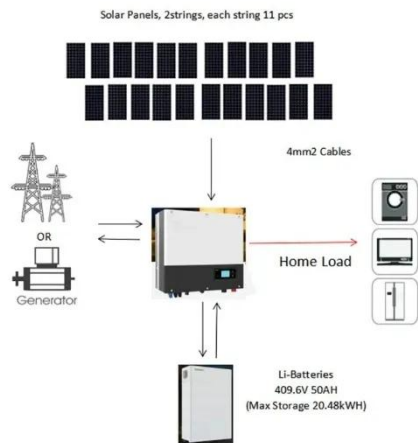 Solar Panels, 2strings, each string 11 pcs
4mm2 Cables
OR
Generator
Home Load
Li-Batteries
409.6V 50AH
(Max Storage 20.48kWH)